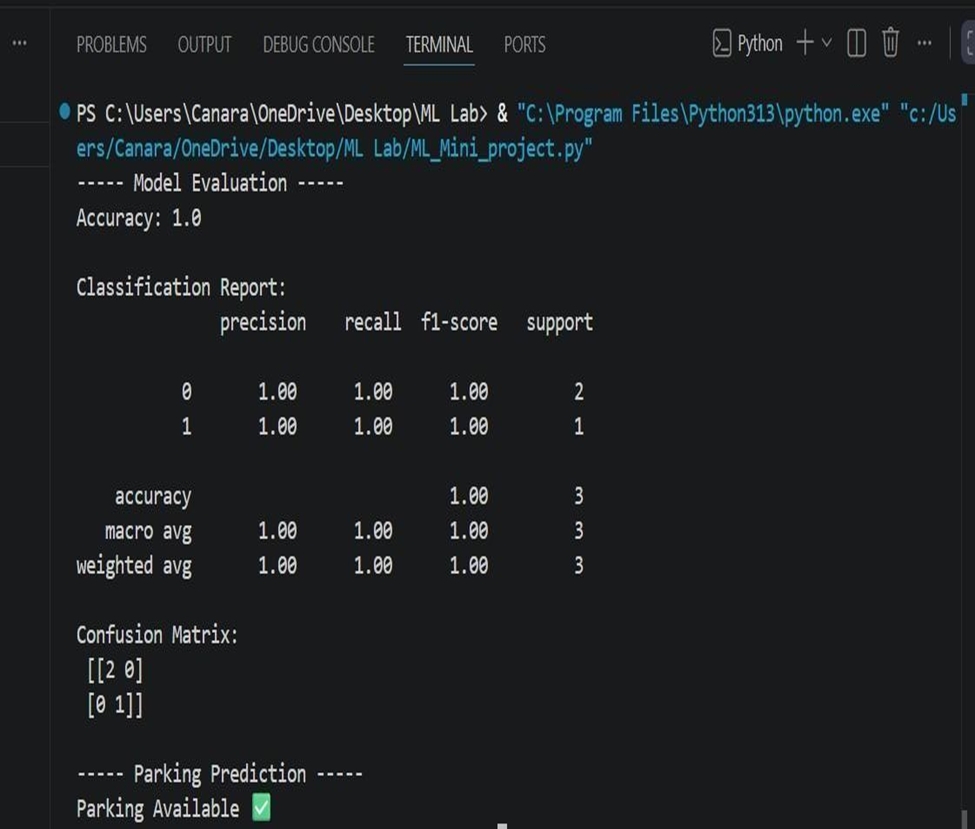 PROBLEMS OUTPUT DEBUG CONSOLE TERMINAL PORTS Python
PS C:\Users\Canara\OneDrive\Desktop\ML Lab> & "C:\Program Files\Python313\python.exe" "c:/Us
ers/Canara/OneDrive/Desktop/ML Lab/ML_Mini_project.py"
----- Model Evaluation -----
Accuracy: 1.0
Classification Report:
precision recall f1-score support
0 1.00 1.00 1.00 2
1 1.00 1.00 1.00 1
accuracy 1.00 3
macro avg 1.00 1.00 1.00 3
weighted avg 1.00 1.00 1.00 3
Confusion Matrix:
[[2 0]
[0 1]]
----- Parking Prediction -----
Parking Available ✅